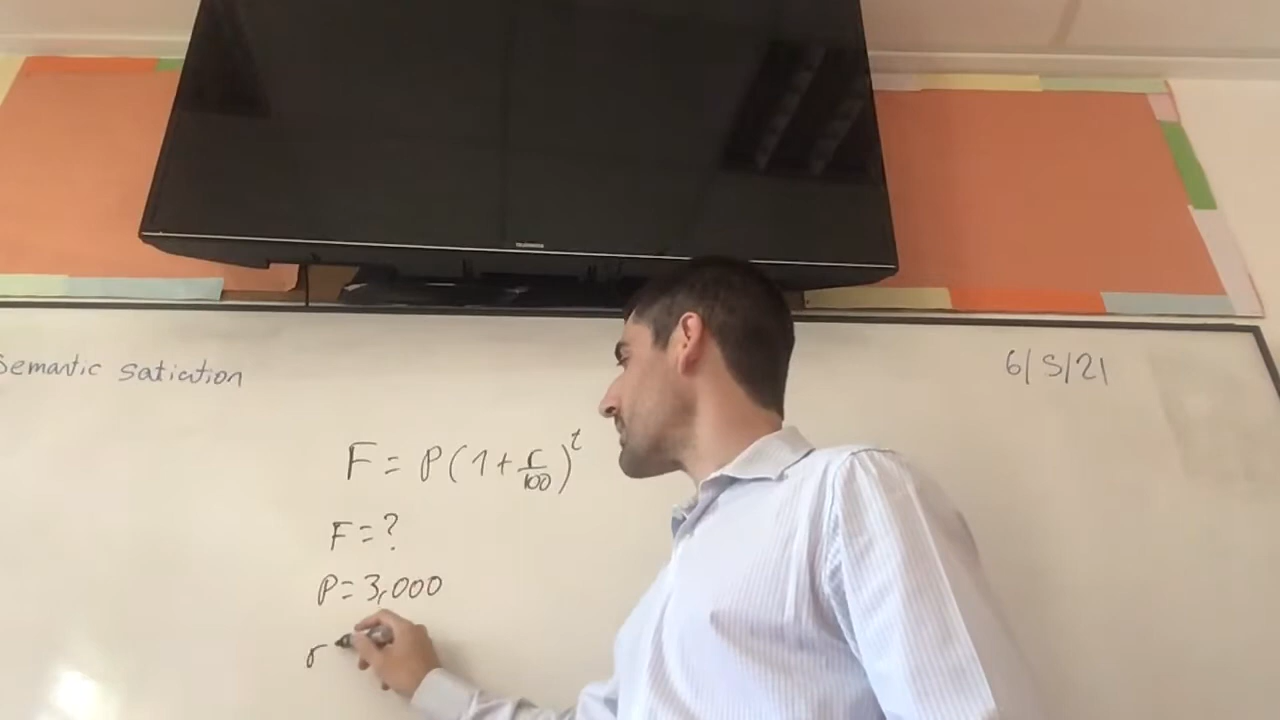 Semantic satiation
6/5/21
F = P(1 + r/100)^t
F = ?
P = 3,000
r